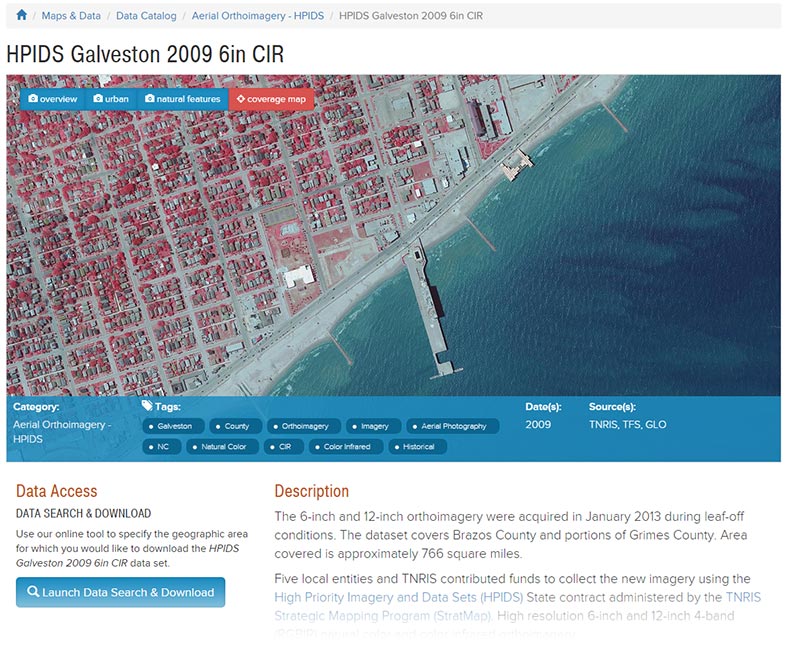 / Maps & Data / Data Catalog / Aerial Orthoimagery - HPIDS / HPIDS Galveston 2009 6in CIR
HPIDS Galveston 2009 6in CIR
overview urban natural features coverage map
Category: Tags: Date(s): Source(s):
Aerial Orthoimagery - HPIDS
Galveston County Orthoimagery Imagery Aerial Photography
2009 TNRIS, TFS, GLO
NC Natural Color CIR Color Infrared Historical
Data Access
DATA SEARCH & DOWNLOAD
Use our online tool to specify the geographic area
for which you would like to download the HPIDS
Galveston 2009 6in CIR data set.
Launch Data Search & Download
Description
The 6-inch and 12-inch orthoimagery were acquired in January 2013 during leaf-off
conditions. The dataset covers Brazos County and portions of Grimes County. Area
covered is approximately 766 square miles.
Five local entities and TNRIS contributed funds to collect the new imagery using the
High Priority Imagery and Data Sets (HPIDS) State contract administered by the TNRIS
Strategic Mapping Program (StratMap). High resolution 6-inch and 12-inch 4-band
(RGBIR) natural color and color infrared orthoimagery